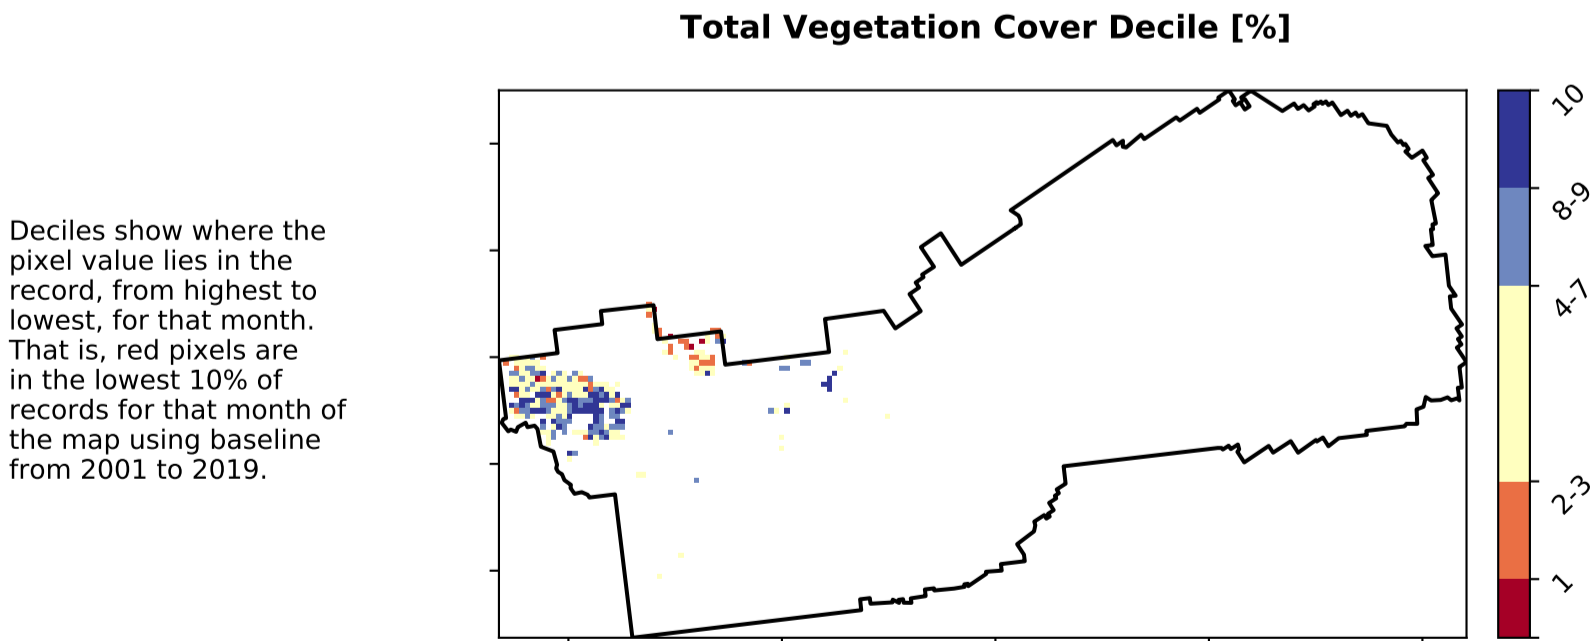 Total Vegetation Cover Decile [%]
Deciles show where the
pixel value lies in the
record, from highest to
lowest, for that month.
That is, red pixels are
in the lowest 10% of
records for that month of
the map using baseline
from 2001 to 2019.
10
8-9
4-7
2-3
1